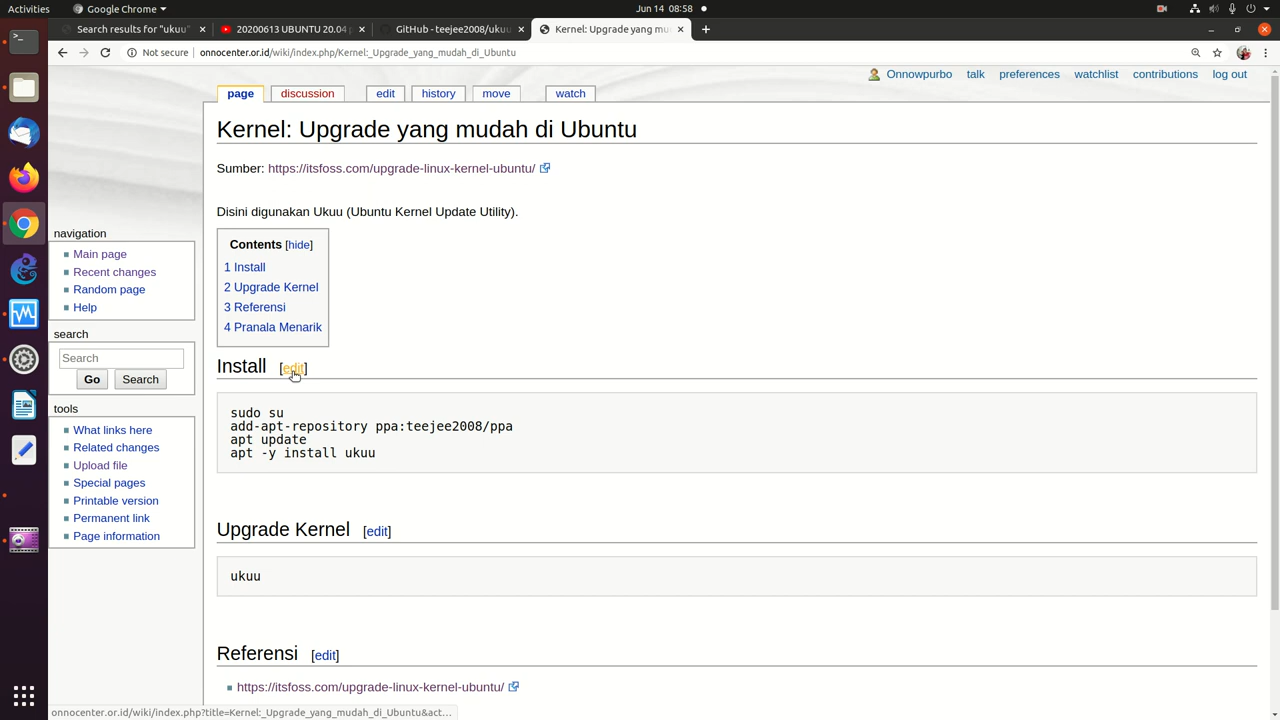 Activities
Google Chrome
Jun 14 08:58
Search results for "ukuu"
20200613 UBUNTU 20.04
GitHub - teejee2008/ukuu
Kernel: Upgrade yang mu
Not secure
onnocenter.or.id/wiki/index.php/Kernel:_Upgrade_yang_mudah_di_Ubuntu
Onnowpurbo
talk
preferences
watchlist
contributions
log out
page
discussion
edit
history
move
watch
Kernel: Upgrade yang mudah di Ubuntu
Sumber: https://itsfoss.com/upgrade-linux-kernel-ubuntu/
Disini digunakan Ukuu (Ubuntu Kernel Update Utility).
Contents [hide]
1 Install
2 Upgrade Kernel
3 Referensi
4 Pranala Menarik
navigation
Main page
Recent changes
Random page
Help
search
Search
Go
Search
tools
What links here
Related changes
Upload file
Special pages
Printable version
Permanent link
Page information
Install [edit]
sudo su
add-apt-repository ppa:teejee2008/ppa
apt update
apt -y install ukuu
Upgrade Kernel [edit]
ukuu
Referensi [edit]
https://itsfoss.com/upgrade-linux-kernel-ubuntu/
onnocenter.or.id/wiki/index.php?title=Kernel:_Upgrade_yang_mudah_di_Ubuntu&act...